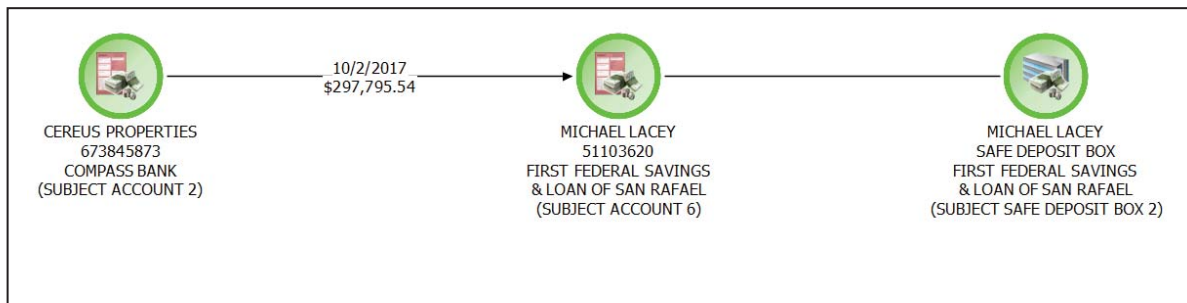 10/2/2017
$297,795.54
CEREUS PROPERTIES
673845873
COMPASS BANK
(SUBJECT ACCOUNT 2)
MICHAEL LACEY
51103620
FIRST FEDERAL SAVINGS
& LOAN OF SAN RAFAEL
(SUBJECT ACCOUNT 6)
MICHAEL LACEY
SAFE DEPOSIT BOX
FIRST FEDERAL SAVINGS
& LOAN OF SAN RAFAEL
(SUBJECT SAFE DEPOSIT BOX 2)